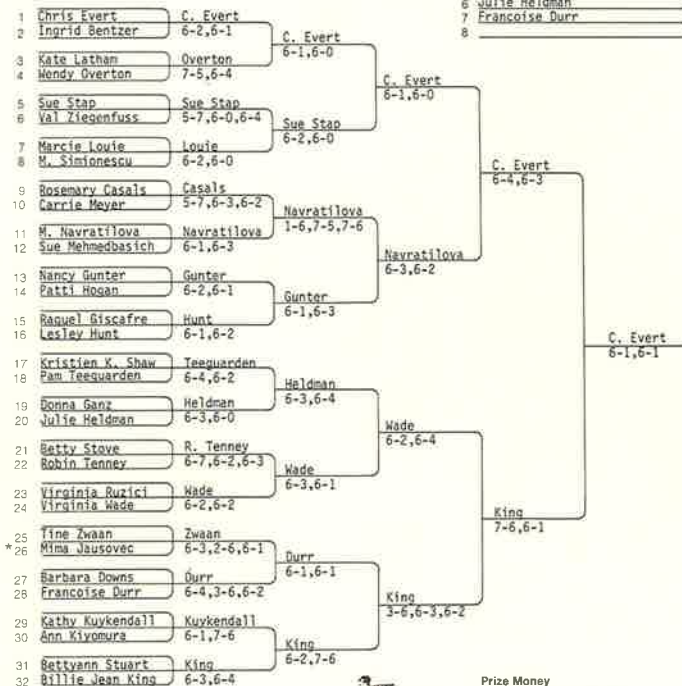 6 Julie Heldman
7 Francoise Durr
8
1 Chris Evert
2 Ingrid Bentzer
3 Kate Latham
4 Wendy Overton
5 Sue Stap
6 Val Ziegenfuss
7 Marcie Louie
8 M. Simionescu
9 Rosemary Casals
10 Carrie Meyer
11 M. Navratilova
12 Sue Mehmedbasich
13 Nancy Gunter
14 Patti Hogan
15 Raquel Giscafre
16 Lesley Hunt
17 Kristien K. Shaw
18 Pam Teeguarden
19 Donna Ganz
20 Julie Heldman
21 Betty Stove
22 Robin Tenney
23 Virginia Ruzici
24 Virginia Wade
25 Tine Zwaan
*26 Mima Jausovec
27 Barbara Downs
28 Francoise Durr
29 Kathy Kuykendall
30 Ann Kiyomura
31 Bettyann Stuart
32 Billie Jean King
C. Evert
6-2,6-1
Overton
7-5,6-4
Sue Stap
5-7,6-0,6-4
Louie
6-2,6-0
Casals
5-7,6-3,6-2
Navratilova
6-1,6-3
Gunter
6-2,6-1
Hunt
6-1,6-2
Teeguarden
6-4,6-2
Heldman
6-3,6-0
R. Tenney
6-7,6-2,6-3
Wade
6-2,6-2
Zwaan
6-3,2-6,6-1
Durr
6-4,3-6,6-2
Kuykendall
6-1,7-6
King
6-3,6-4
C. Evert
6-1,6-0
Sue Stap
6-2,6-0
Navratilova
1-6,7-5,7-6
Gunter
6-1,6-3
Heldman
6-3,6-4
Wade
6-3,6-1
Durr
6-1,6-1
King
6-2,7-6
C. Evert
6-1,6-0
Navratilova
6-3,6-2
Wade
6-2,6-4
King
3-6,6-3,6-2
C. Evert
6-4,6-3
King
7-6,6-1
C. Evert
6-1,6-1
Prize Money